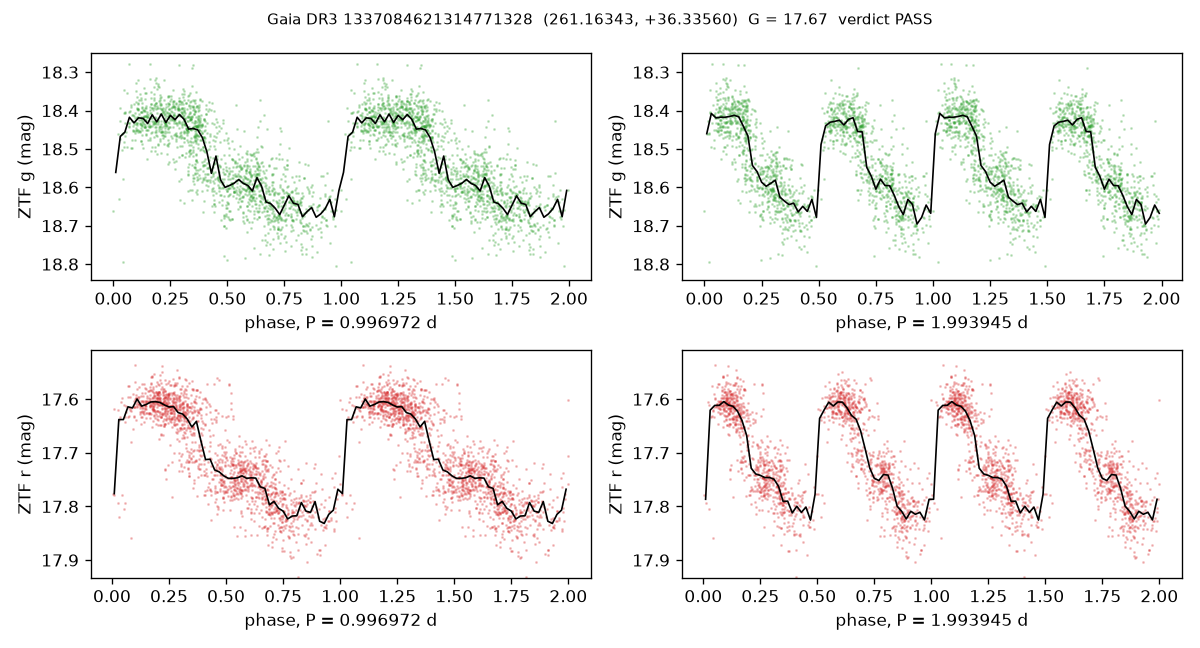 Gaia DR3 1337084621314771328 (261.16343, +36.33560) G = 17.67 verdict PASS
ZTF g (mag)
18.3
18.4
18.5
18.6
18.7
18.8
0.00 0.25 0.50 0.75 1.00 1.25 1.50 1.75 2.00
phase, P = 0.996972 d
ZTF g (mag)
18.3
18.4
18.5
18.6
18.7
18.8
0.00 0.25 0.50 0.75 1.00 1.25 1.50 1.75 2.00
phase, P = 1.993945 d
ZTF r (mag)
17.6
17.7
17.8
17.9
0.00 0.25 0.50 0.75 1.00 1.25 1.50 1.75 2.00
phase, P = 0.996972 d
ZTF r (mag)
17.6
17.7
17.8
17.9
0.00 0.25 0.50 0.75 1.00 1.25 1.50 1.75 2.00
phase, P = 1.993945 d